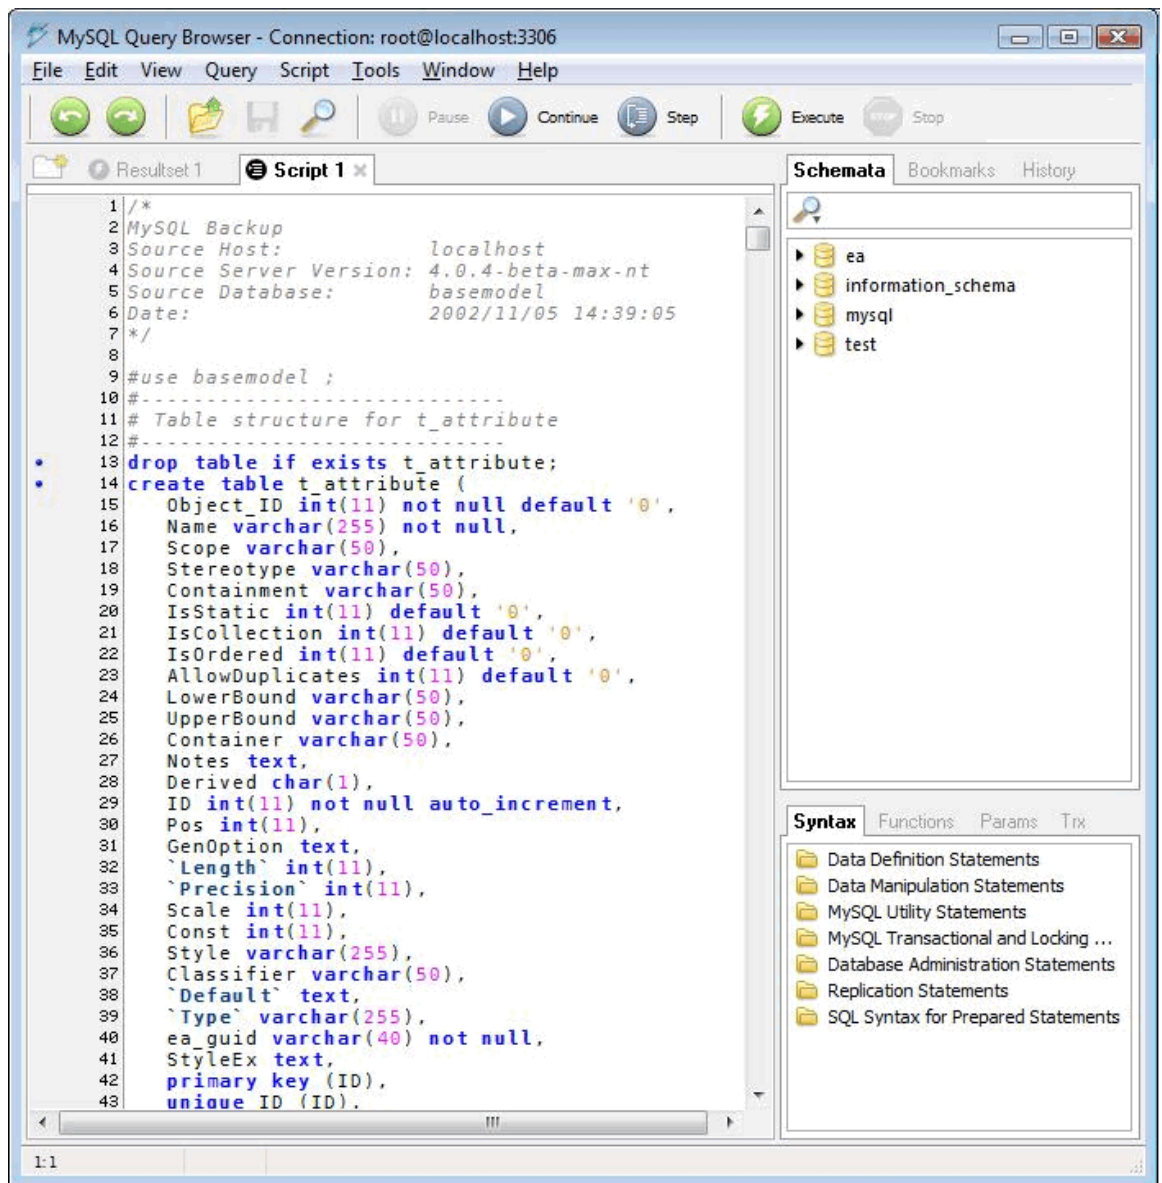 MySQL Query Browser - Connection: root@localhost:3306
File Edit View Query Script Tools Window Help
Pause Continue Step Execute Stop
Resultset 1 Script 1
1 /*
2 MySQL Backup
3 Source Host: localhost
4 Source Server Version: 4.0.4-beta-max-nt
5 Source Database: basemodel
6 Date: 2002/11/05 14:39:05
7 */
8
9 #use basemodel ;
10 #----------------------------
11 # Table structure for t_attribute
12 #----------------------------
13 drop table if exists t_attribute;
14 create table t_attribute (
15 Object_ID int(11) not null default '0',
16 Name varchar(255) not null,
17 Scope varchar(50),
18 Stereotype varchar(50),
19 Containment varchar(50),
20 IsStatic int(11) default '0',
21 IsCollection int(11) default '0',
22 IsOrdered int(11) default '0',
23 AllowDuplicates int(11) default '0',
24 LowerBound varchar(50),
25 UpperBound varchar(50),
26 Container varchar(50),
27 Notes text,
28 Derived char(1),
29 ID int(11) not null auto_increment,
30 Pos int(11),
31 GenOption text,
32 `Length` int(11),
33 `Precision` int(11),
34 Scale int(11),
35 Const int(11),
36 Style varchar(255),
37 Classifier varchar(50),
38 `Default` text,
39 `Type` varchar(255),
40 ea_guid varchar(40) not null,
41 StyleEx text,
42 primary key (ID),
43 unique ID (ID),
1:1
Schemata Bookmarks History
ea
information_schema
mysql
test
Syntax Functions Params Trx
Data Definition Statements
Data Manipulation Statements
MySQL Utility Statements
MySQL Transactional and Locking ...
Database Administration Statements
Replication Statements
SQL Syntax for Prepared Statements